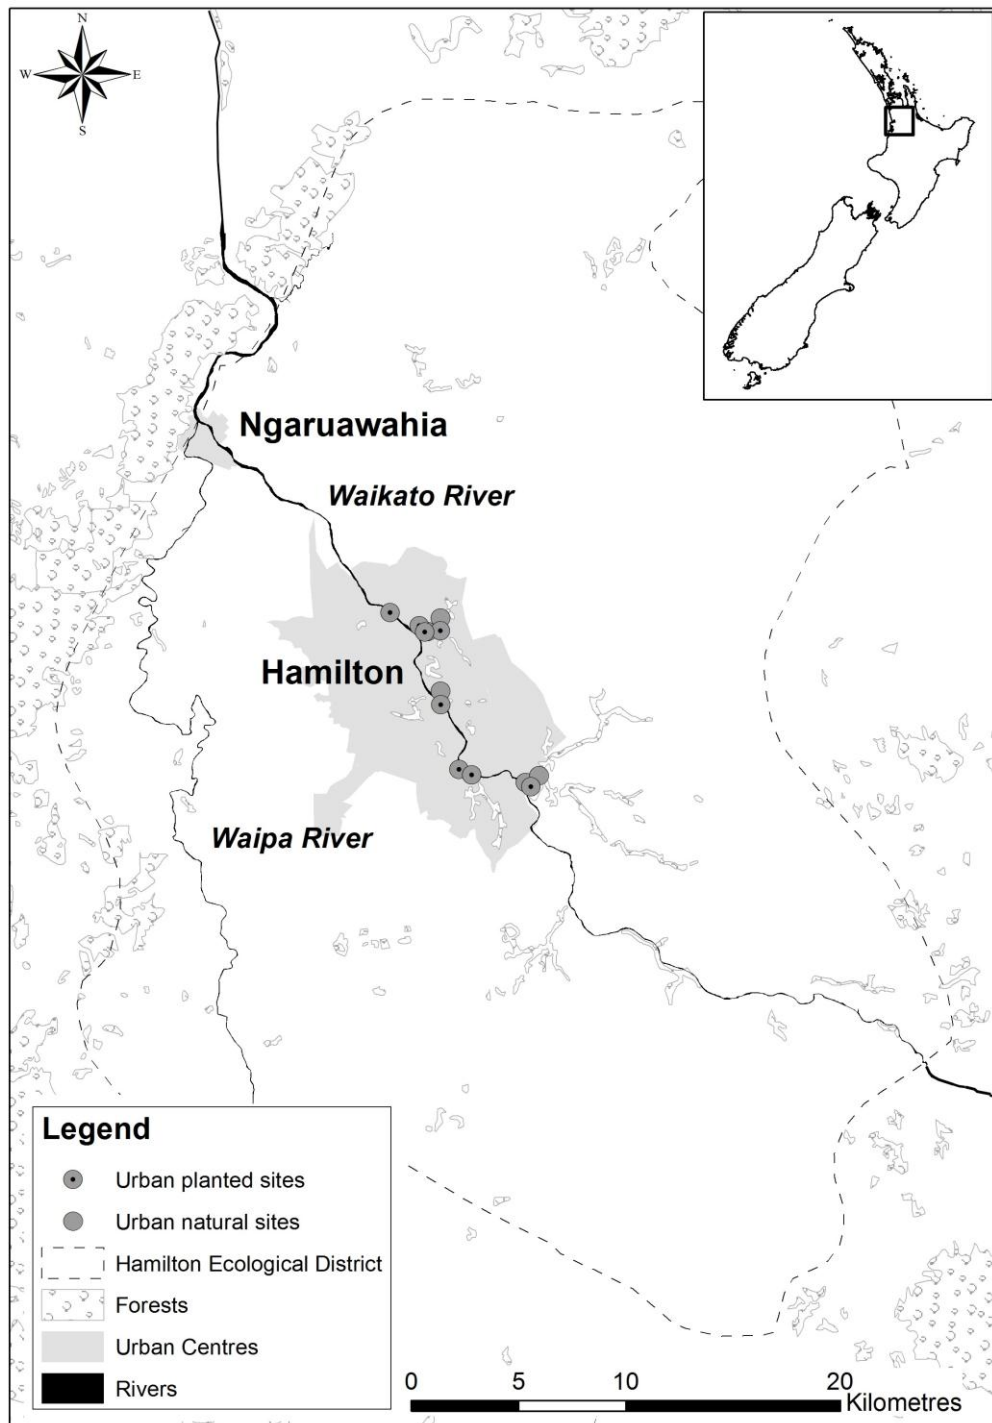 N
W E
S
Ngaruawahia
Waikato River
Hamilton
Waipa River
Legend
Urban planted sites
Urban natural sites
Hamilton Ecological District
Forests
Urban Centres
Rivers
0 5 10 20
Kilometres